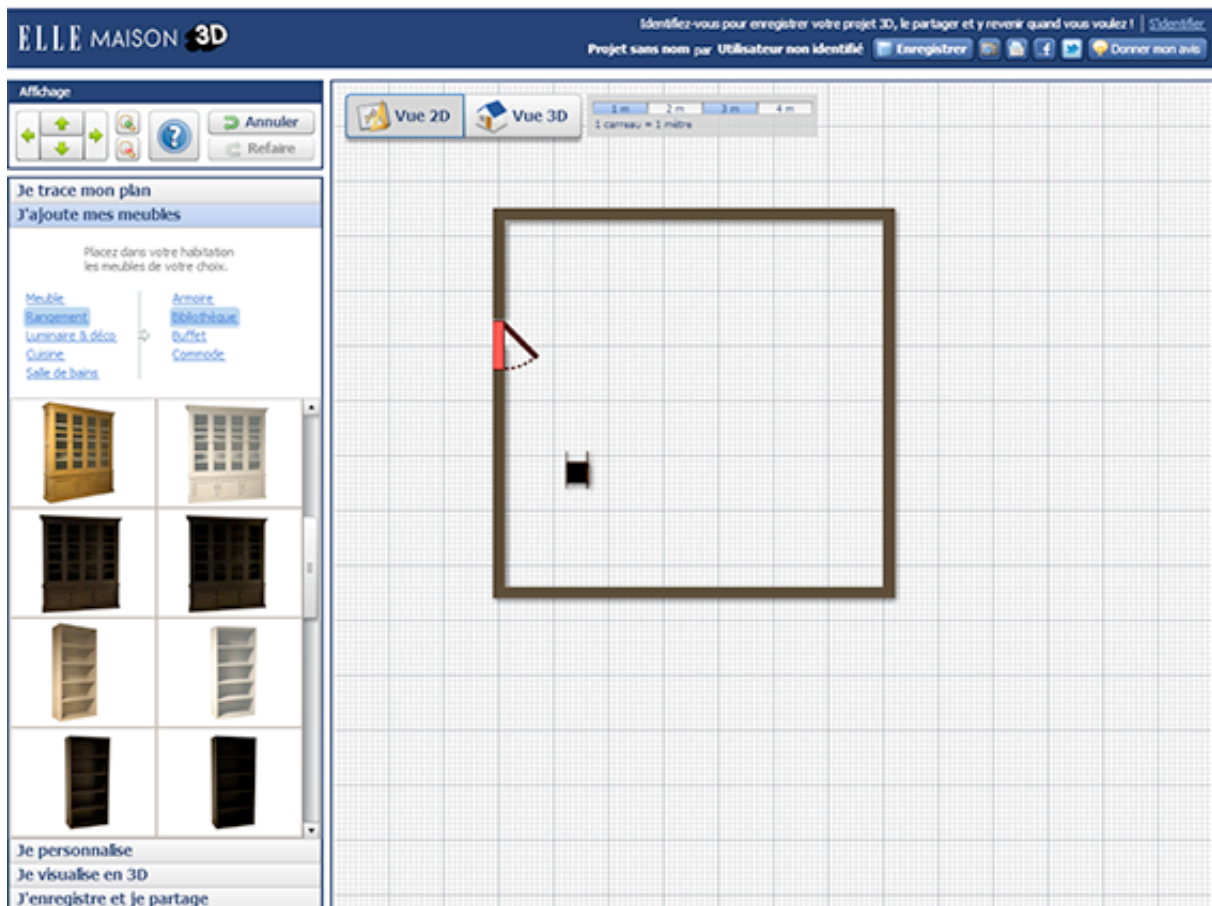 ELLE MAISON 3D
Identifiez-vous pour enregistrer votre projet 3D, le partager et y revenir quand vous voulez ! | S'identifier
Projet sans nom par Utilisateur non identifié
Enregistrer
Donner mon avis
Affichage
Annuler
Refaire
Vue 2D
Vue 3D
1 m 2 m 3 m 4 m
1 carreau = 1 mètre
Je trace mon plan
J'ajoute mes meubles
Placez dans votre habitation
les meubles de votre choix.
Meuble
Rangement
Luminaire & déco
Cuisine
Salle de bains
Armoire
Bibliothèque
Buffet
Commode
Je personnalise
Je visualise en 3D
J'enregistre et je partage